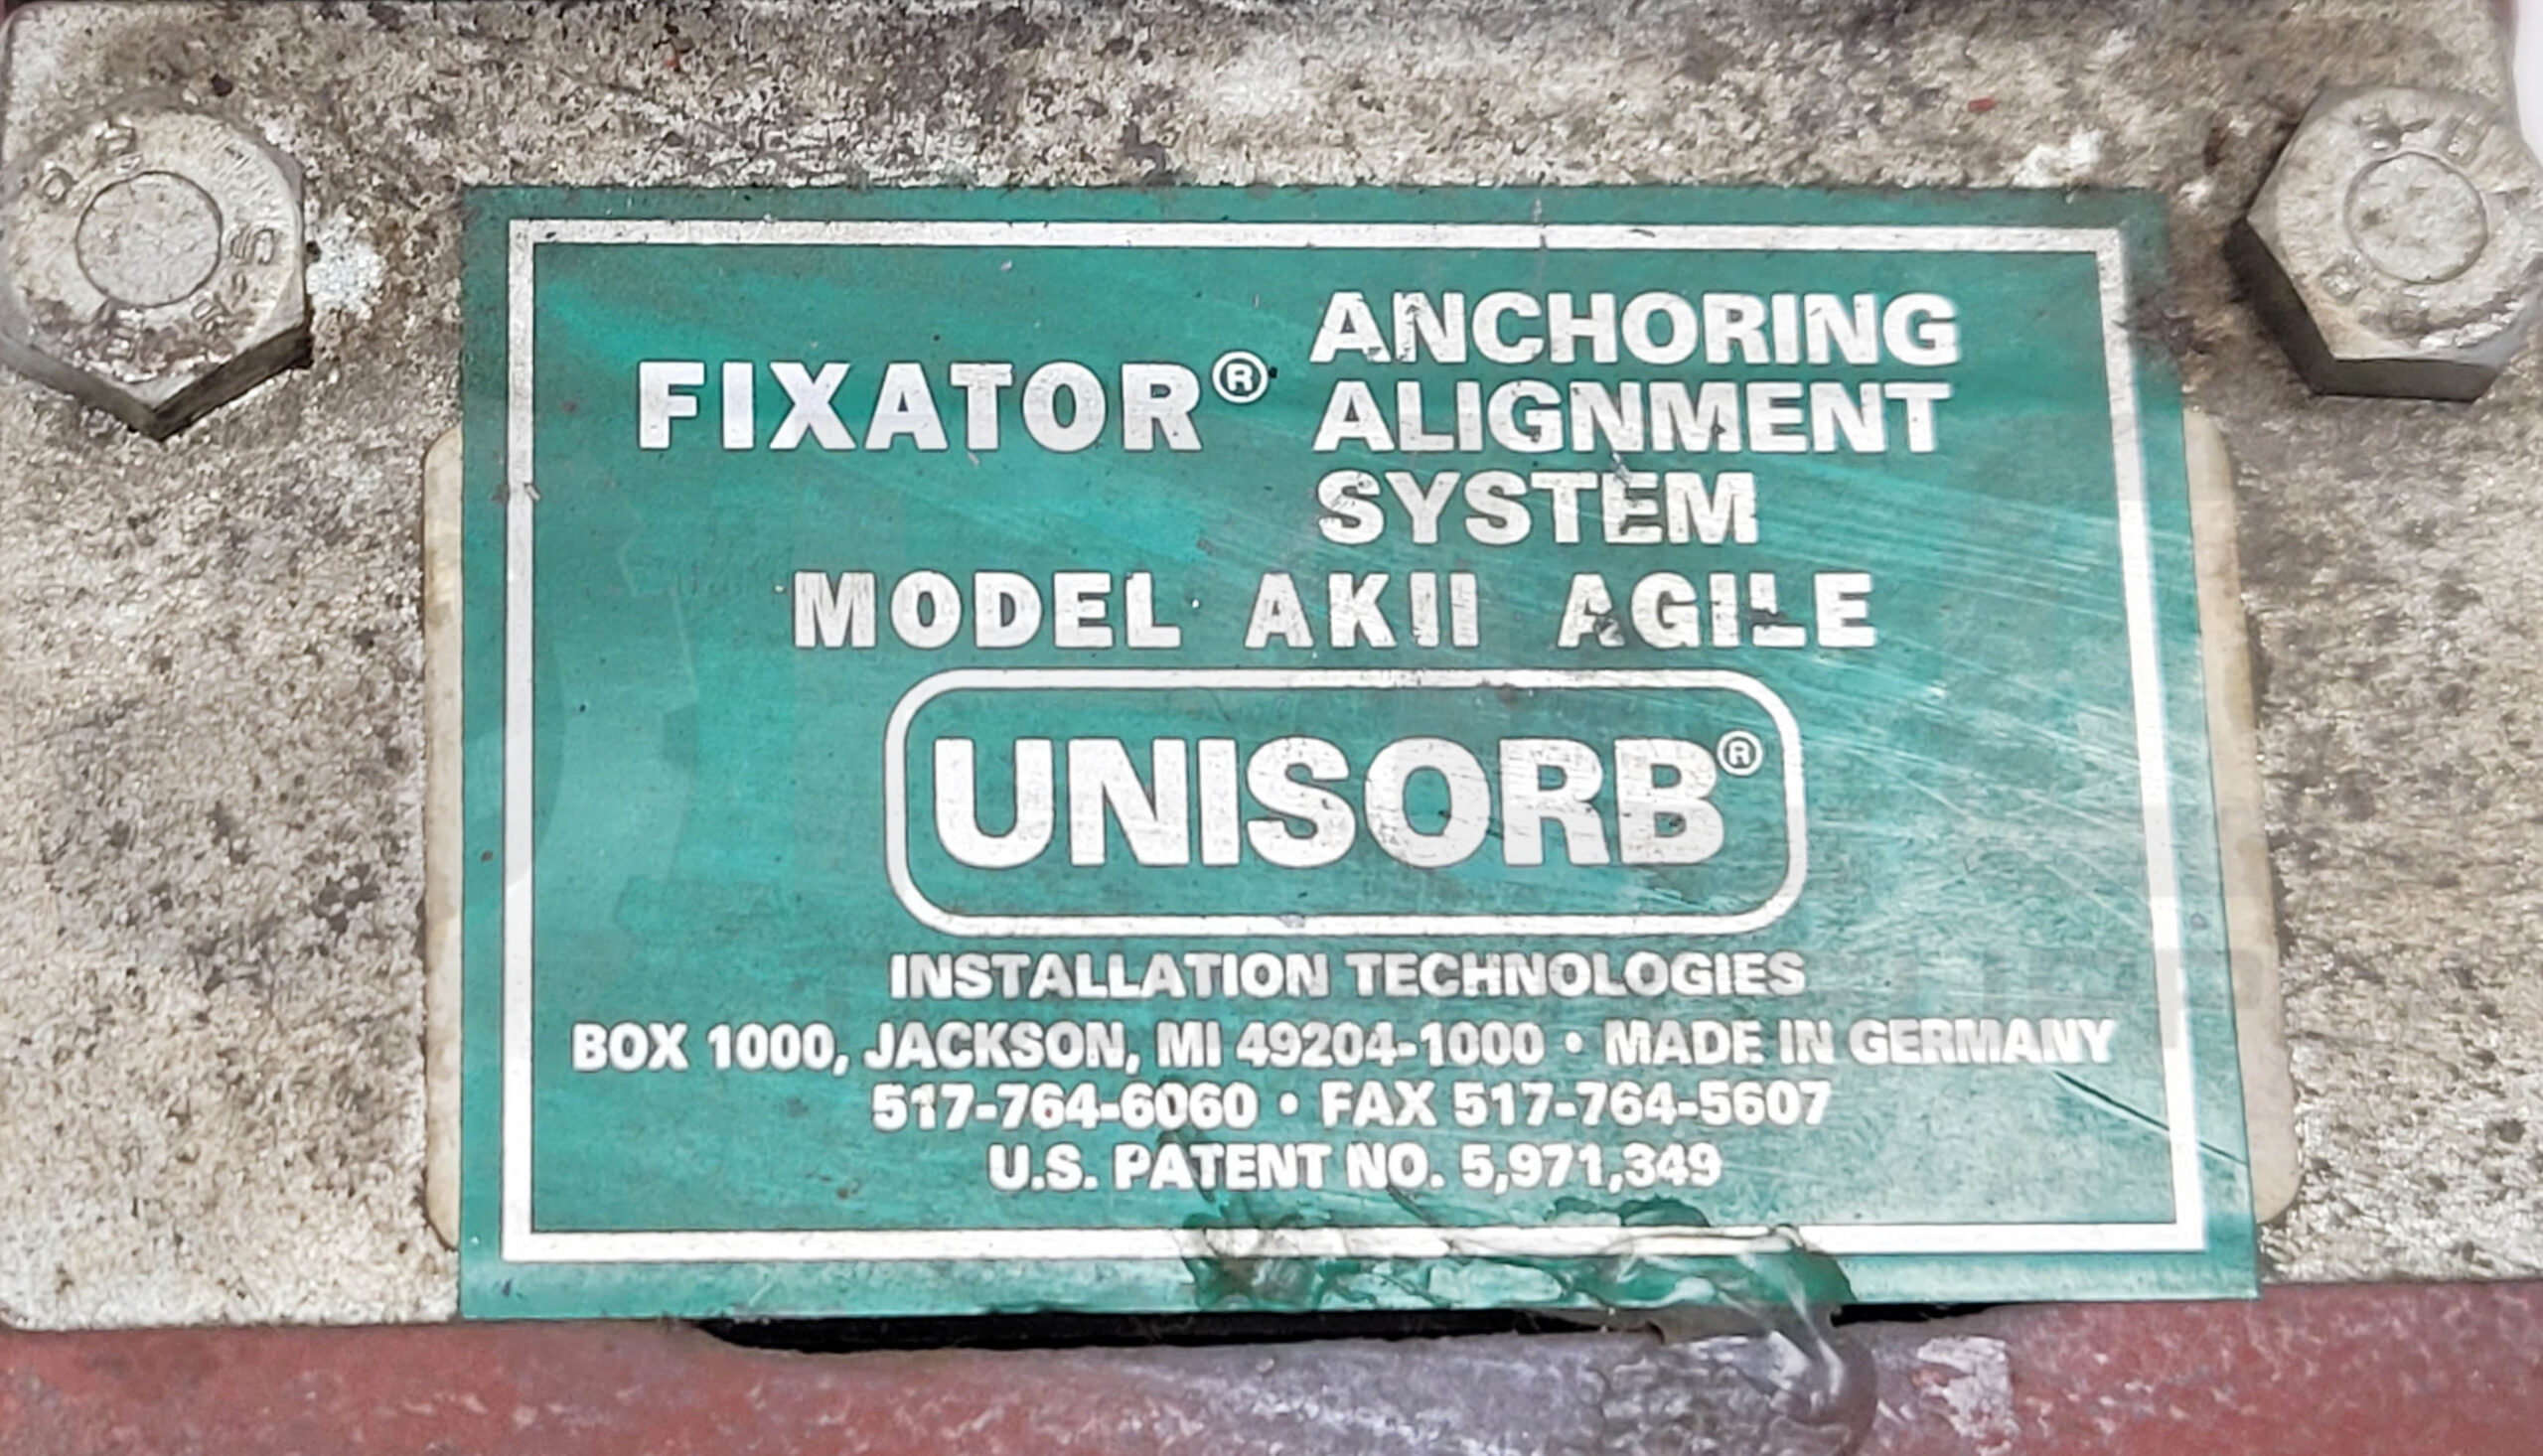 FIXATOR® ANCHORING
ALIGNMENT
SYSTEM
MODEL AKII AGILE
UNISORB®
INSTALLATION TECHNOLOGIES
BOX 1000, JACKSON, MI 49204-1000 • MADE IN GERMANY
517-764-6060 • FAX 517-764-5607
U.S. PATENT NO. 5,971,349